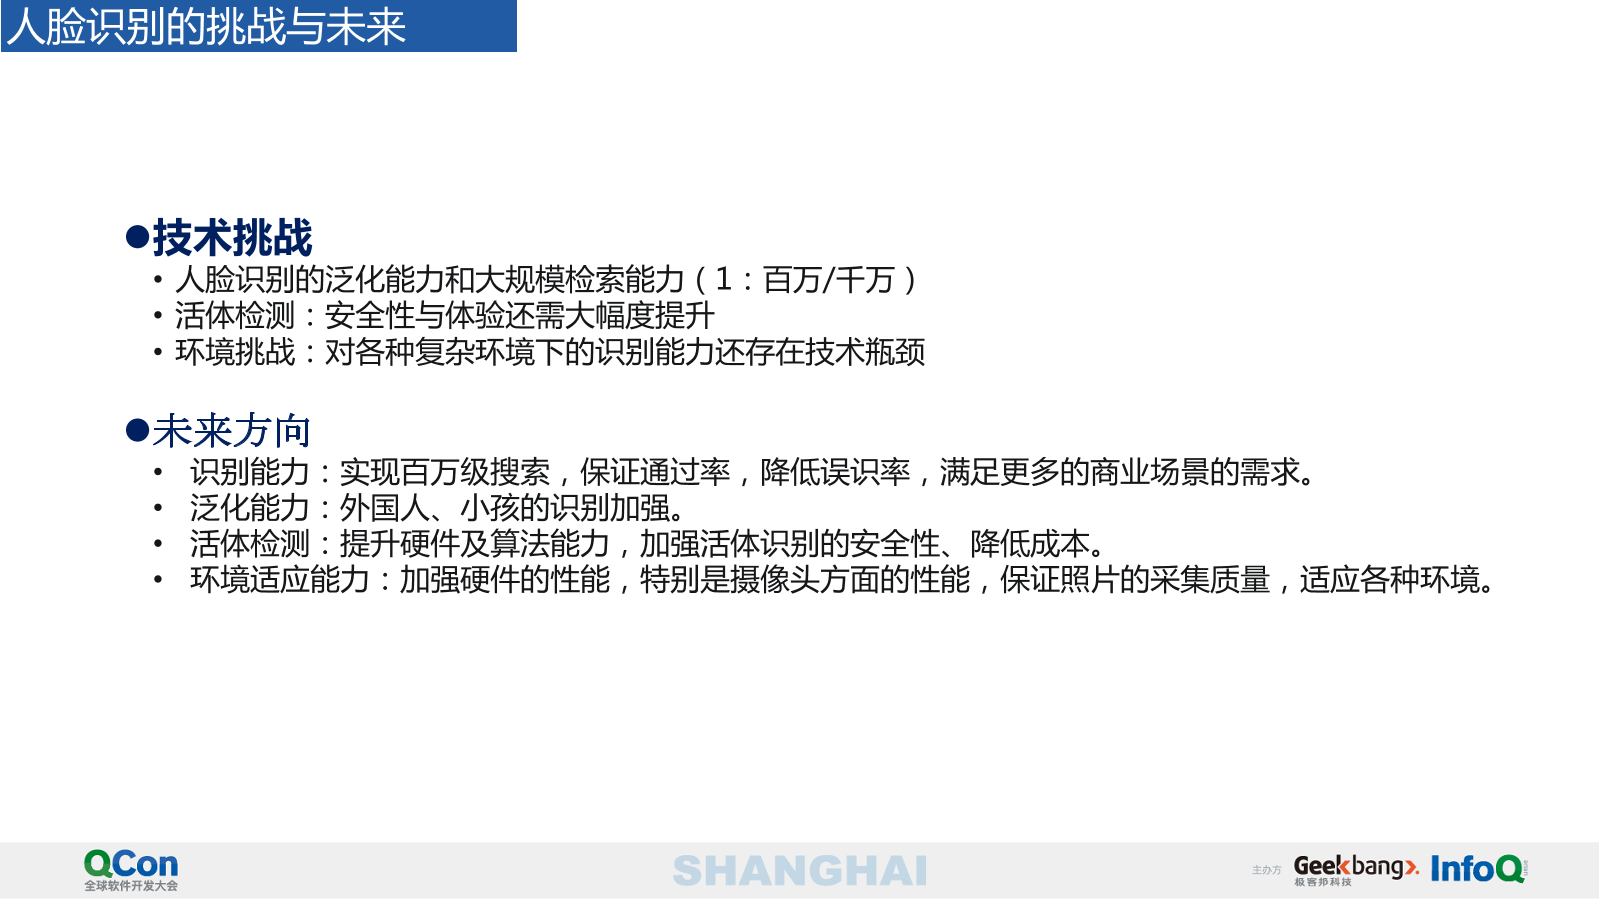 人脸识别的挑战与未来
●技术挑战
• 人脸识别的泛化能力和大规模检索能力（1：百万/千万）
• 活体检测：安全性与体验还需大幅度提升
• 环境挑战：对各种复杂环境下的识别能力还存在技术瓶颈
●未来方向
• 识别能力：实现百万级搜索，保证通过率，降低误识率，满足更多的商业场景的需求。
• 泛化能力：外国人、小孩的识别加强。
• 活体检测：提升硬件及算法能力，加强活体识别的安全性、降低成本。
• 环境适应能力：加强硬件的性能，特别是摄像头方面的性能，保证照片的采集质量，适应各种环境。
QCon
全球软件开发大会
SHANGHAI
主办方
Geekbang
极客邦科技
InfoQ